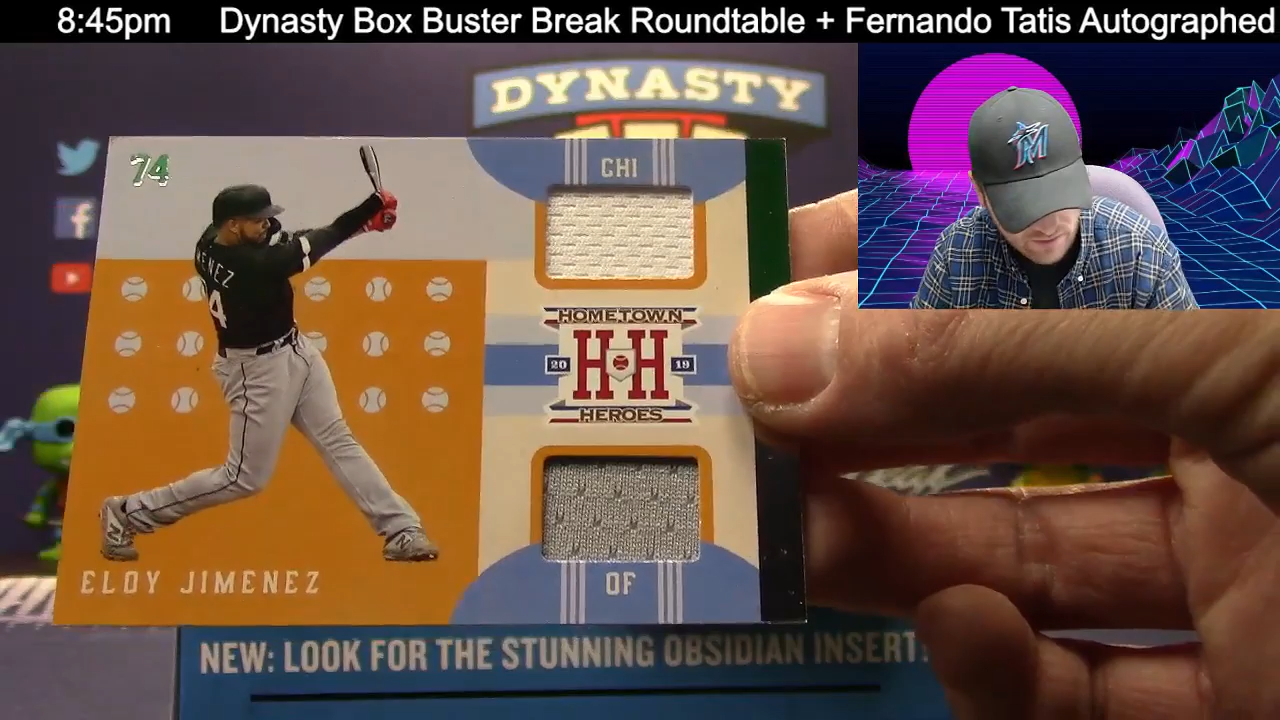 8:45pm Dynasty Box Buster Break Roundtable + Fernando Tatis Autographed
DYNASTY
74
CHI
HOMETOWN
HH
20 19
HEROES
OF
ELOY JIMENEZ
NEW: LOOK FOR THE STUNNING OBSIDIAN INSERT